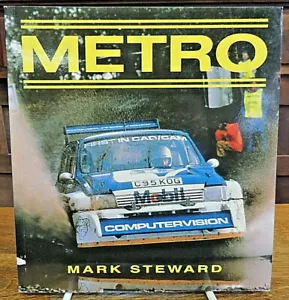 METRO
FIRST IN CAD/CAM
C95 KOG
Mobil
COMPUTERVISION
MARK STEWARD